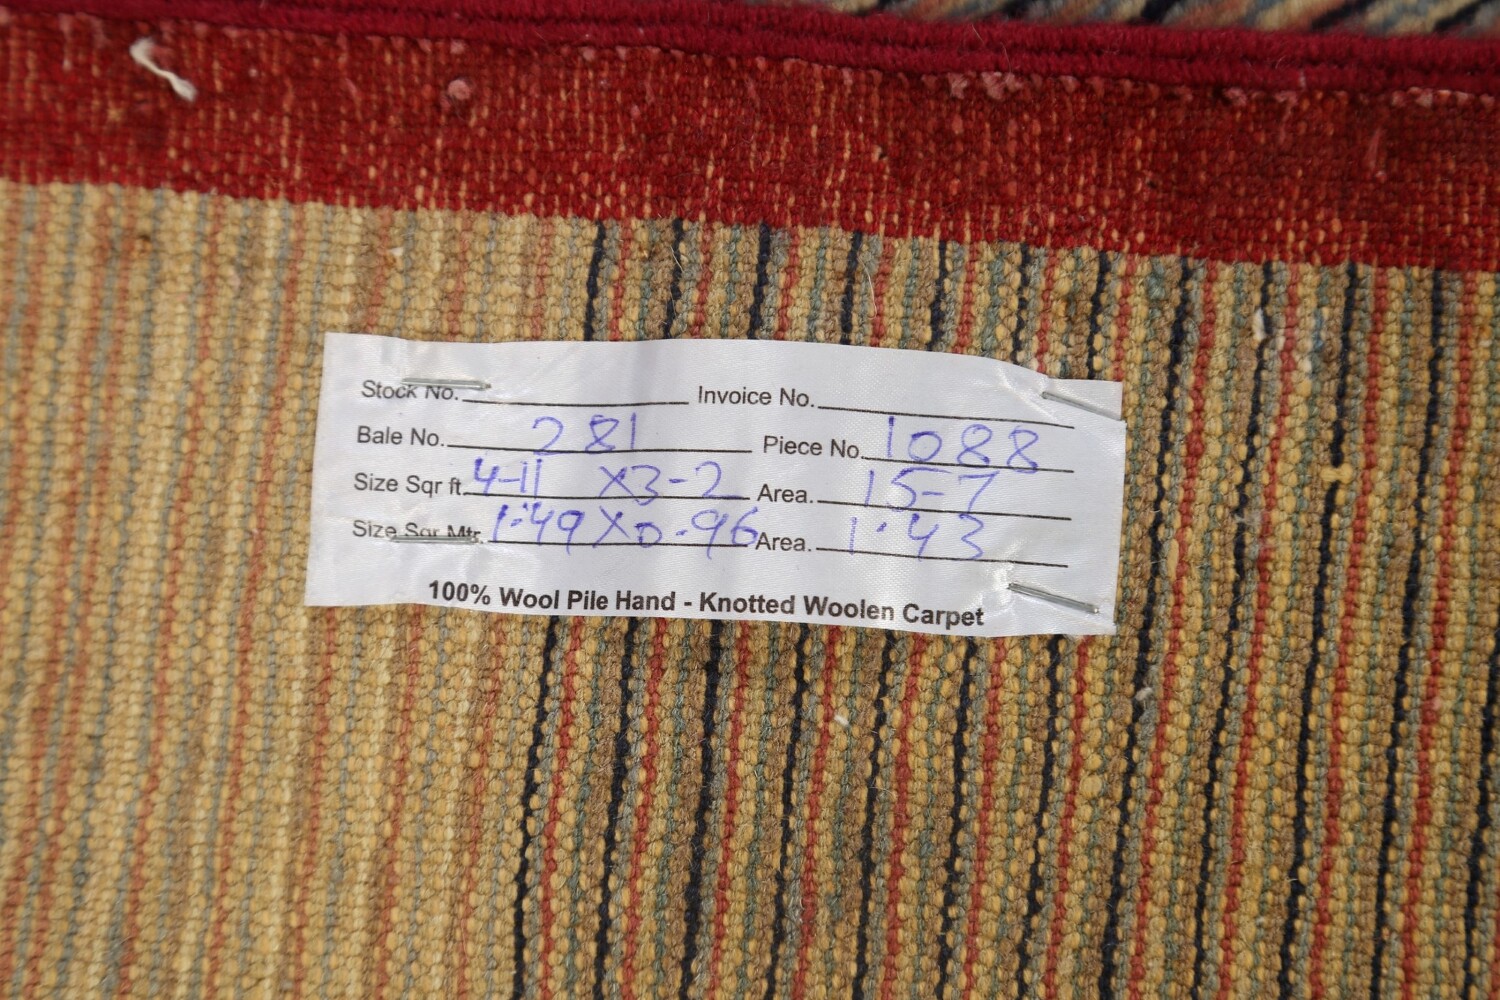 Stock No. Invoice No.
Bale No. 281 Piece No. 1088
Size Sqr ft. 4-11 X3-2 Area. 15-7
Size Sqr Mtr 1.49X0.96 Area. 1.43
100% Wool Pile Hand - Knotted Woolen Carpet